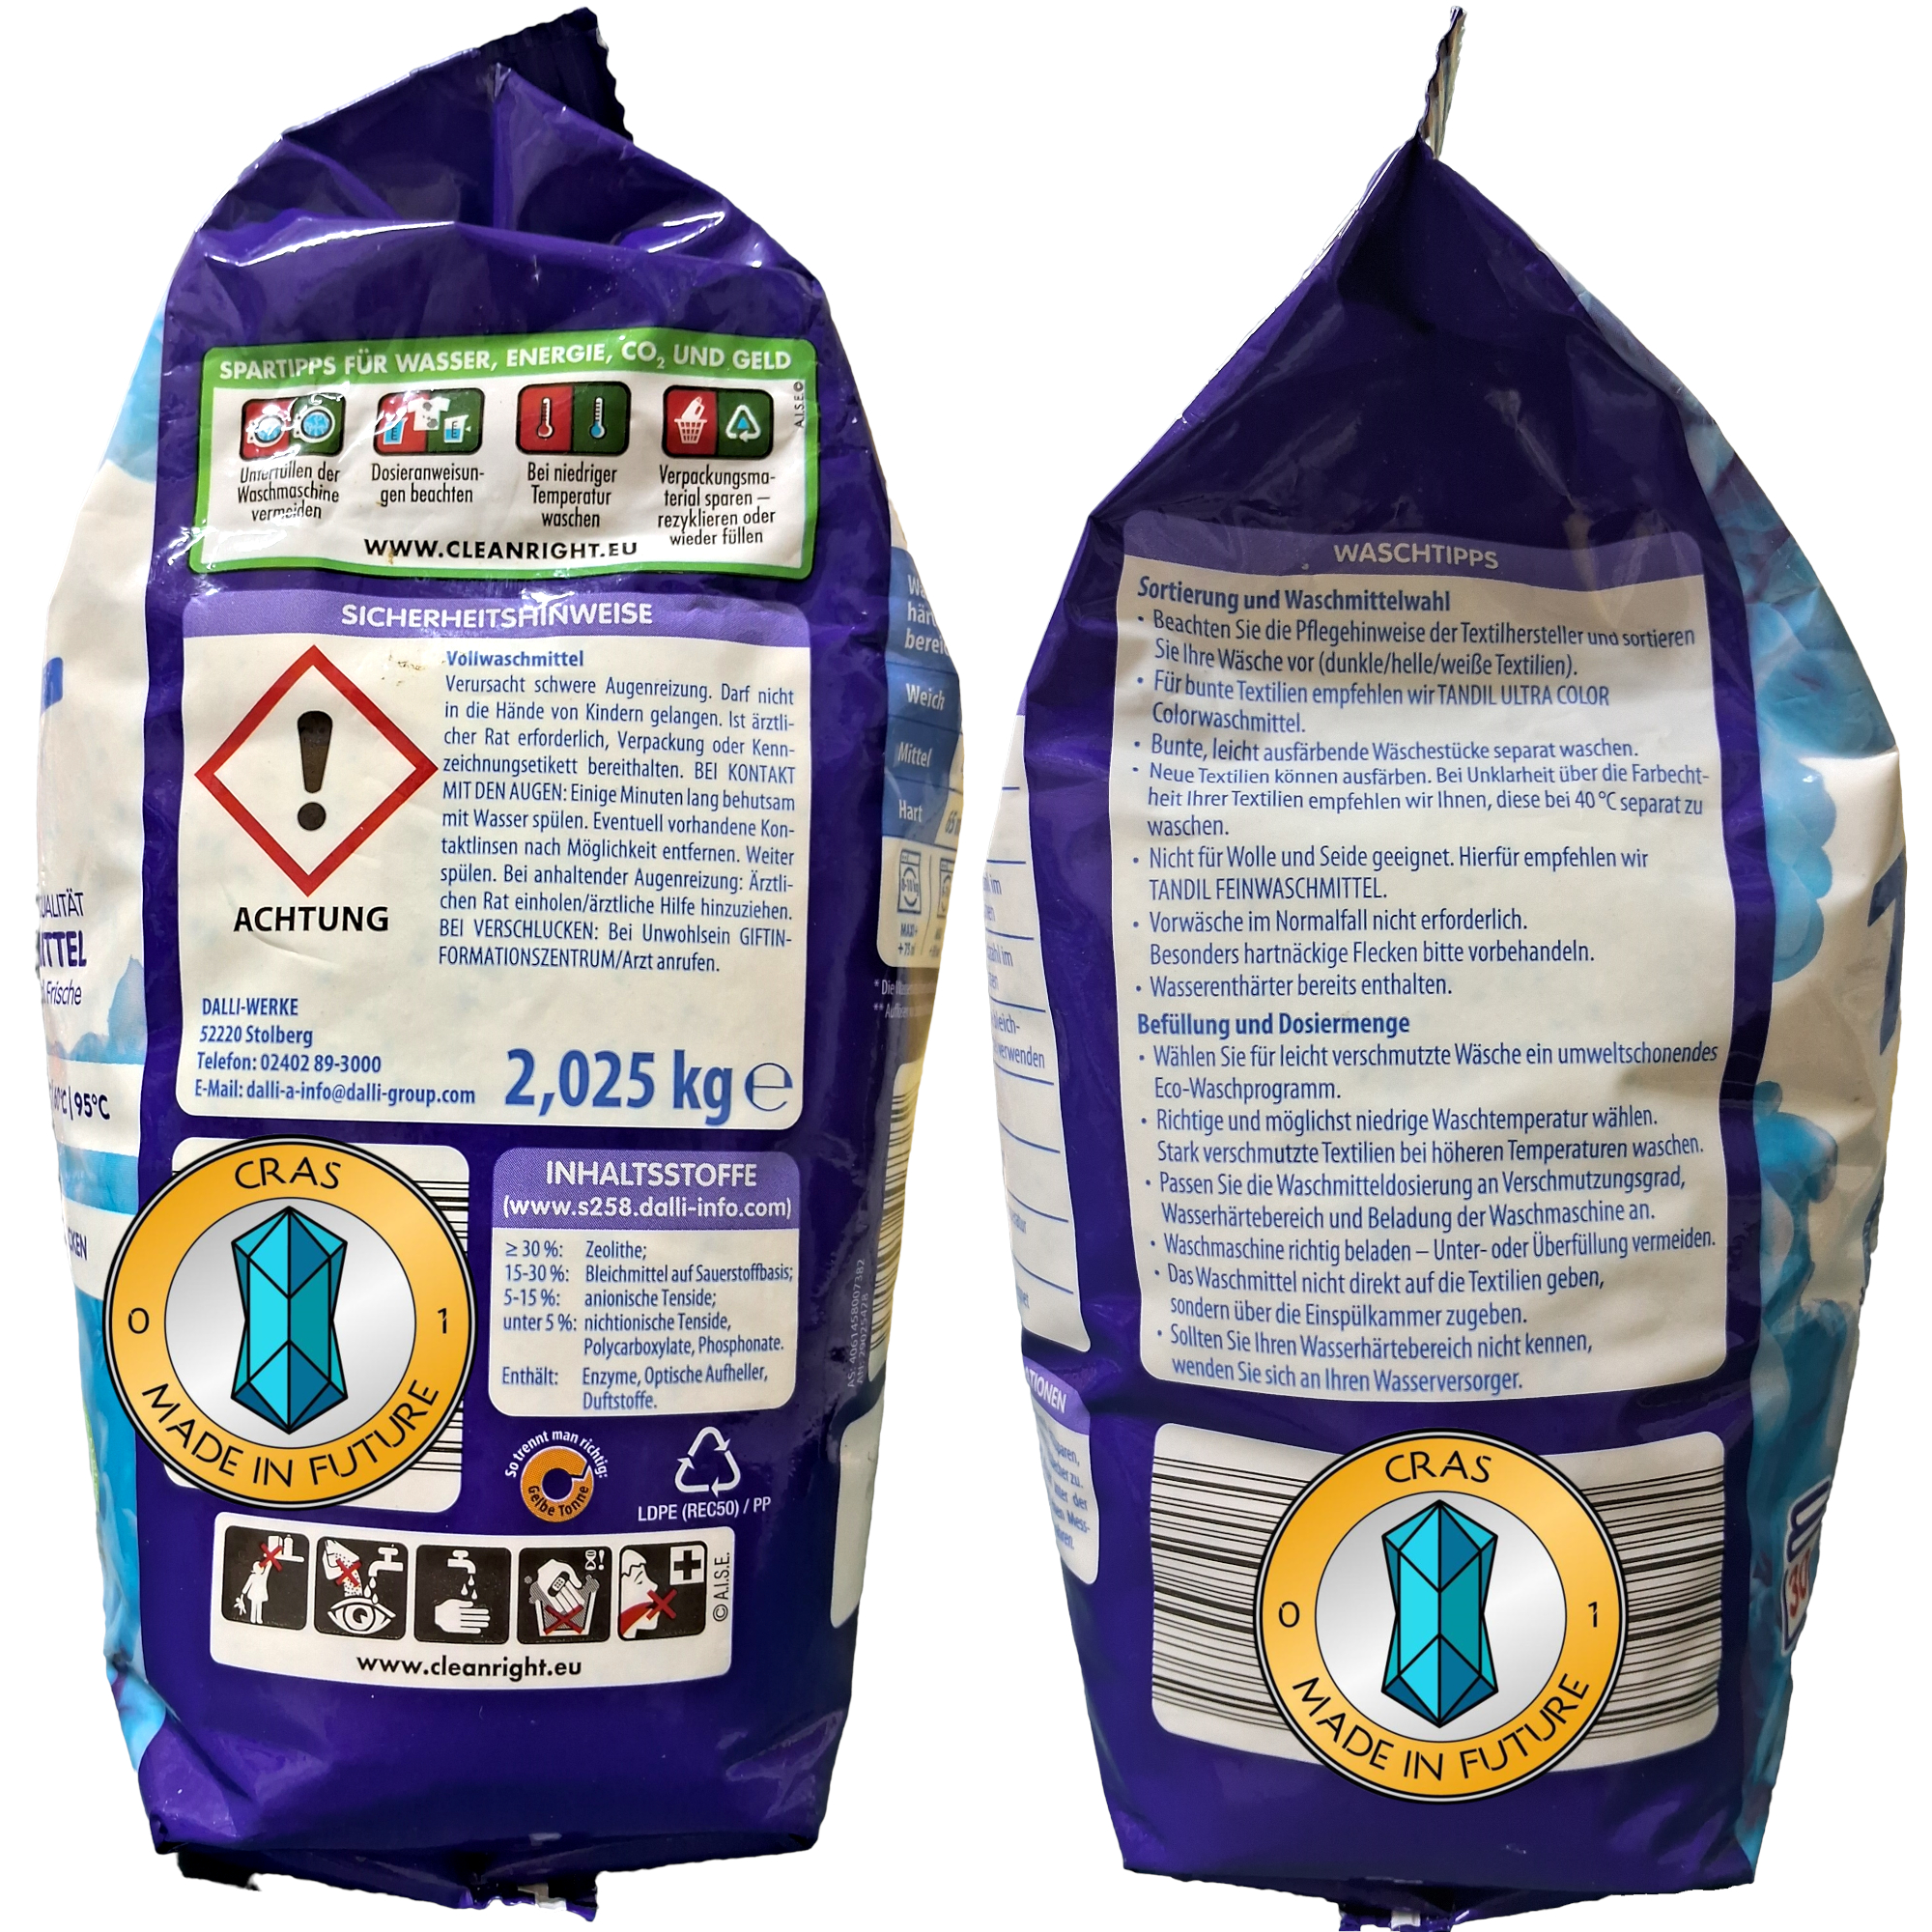 SPARTIPPS FÜR WASSER, ENERGIE, CO₂ UND GELD
Unterfüllen der
Waschmaschine
vermeiden
Dosieranweisun-
gen beachten
Bei niedriger
Temperatur
waschen
Verpackungsma-
terial sparen –
rezyklieren oder
wieder füllen
A.I.S.E.©
WWW.CLEANRIGHT.EU
SICHERHEITSHINWEISE
Vollwaschmittel
Verursacht schwere Augenreizung. Darf nicht
in die Hände von Kindern gelangen. Ist ärztli-
cher Rat erforderlich, Verpackung oder Kenn-
zeichnungsetikett bereithalten. BEI KONTAKT
MIT DEN AUGEN: Einige Minuten lang behutsam
mit Wasser spülen. Eventuell vorhandene Kon-
taktlinsen nach Möglichkeit entfernen. Weiter
spülen. Bei anhaltender Augenreizung: Ärztli-
chen Rat einholen/ärztliche Hilfe hinzuziehen.
BEI VERSCHLUCKEN: Bei Unwohlsein GIFTIN-
FORMATIONSZENTRUM/Arzt anrufen.
ACHTUNG
DALLI-WERKE
52220 Stolberg
Telefon: 02402 89-3000
E-Mail: dalli-a-info@dalli-group.com
2,025 kg ℮
Weich
Mittel
Hart
Frische
95°C
CRAS
0 1
MADE IN FUTURE
INHALTSSTOFFE
(www.s258.dalli-info.com)
≥ 30 %: Zeolithe;
15-30 %: Bleichmittel auf Sauerstoffbasis;
5-15 %: anionische Tenside;
unter 5 %: nichtionische Tenside,
Polycarboxylate, Phosphonate.
Enthält: Enzyme, Optische Aufheller,
Duftstoffe.
So trennt man richtig:
Gelbe Tonne
LDPE (REC50) / PP
© A.I.S.E.
www.cleanright.eu
WASCHTIPPS
Sortierung und Waschmittelwahl
• Beachten Sie die Pflegehinweise der Textilhersteller und sortieren
Sie Ihre Wäsche vor (dunkle/helle/weiße Textilien).
• Für bunte Textilien empfehlen wir TANDIL ULTRA COLOR
Colorwaschmittel.
• Bunte, leicht ausfärbende Wäschestücke separat waschen.
• Neue Textilien können ausfärben. Bei Unklarheit über die Farbecht-
heit Ihrer Textilien empfehlen wir Ihnen, diese bei 40 °C separat zu
waschen.
• Nicht für Wolle und Seide geeignet. Hierfür empfehlen wir
TANDIL FEINWASCHMITTEL.
• Vorwäsche im Normalfall nicht erforderlich.
Besonders hartnäckige Flecken bitte vorbehandeln.
• Wasserenthärter bereits enthalten.
Befüllung und Dosiermenge
• Wählen Sie für leicht verschmutzte Wäsche ein umweltschonendes
Eco-Waschprogramm.
• Richtige und möglichst niedrige Waschtemperatur wählen.
Stark verschmutzte Textilien bei höheren Temperaturen waschen.
• Passen Sie die Waschmitteldosierung an Verschmutzungsgrad,
Wasserhärtebereich und Beladung der Waschmaschine an.
• Waschmaschine richtig beladen – Unter- oder Überfüllung vermeiden.
• Das Waschmittel nicht direkt auf die Textilien geben,
sondern über die Einspülkammer zugeben.
• Sollten Sie Ihren Wasserhärtebereich nicht kennen,
wenden Sie sich an Ihren Wasserversorger.
CRAS
0 1
MADE IN FUTURE
30